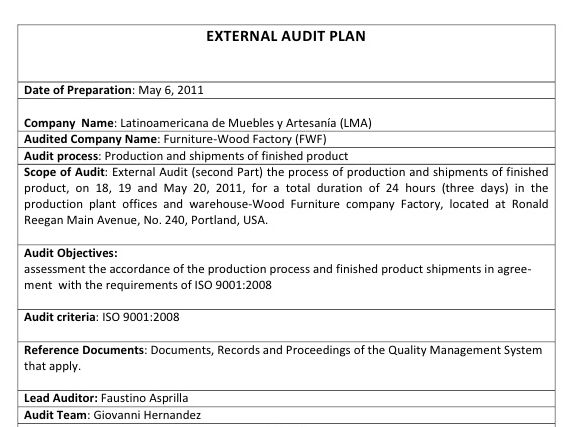 EXTERNAL AUDIT PLAN
Date of Preparation: May 6, 2011
Company Name: Latinoamericana de Muebles y Artesanía (LMA)
Audited Company Name: Furniture-Wood Factory (FWF)
Audit process: Production and shipments of finished product
Scope of Audit: External Audit (second Part) the process of production and shipments of finished
product, on 18, 19 and May 20, 2011, for a total duration of 24 hours (three days) in the
production plant offices and warehouse-Wood Furniture company Factory, located at Ronald
Reegan Main Avenue, No. 240, Portland, USA.
Audit Objectives:
assessment the accordance of the production process and finished product shipments in agree-
ment with the requirements of ISO 9001:2008
Audit criteria: ISO 9001:2008
Reference Documents: Documents, Records and Proceedings of the Quality Management System
that apply.
Lead Auditor: Faustino Asprilla
Audit Team: Giovanni Hernandez